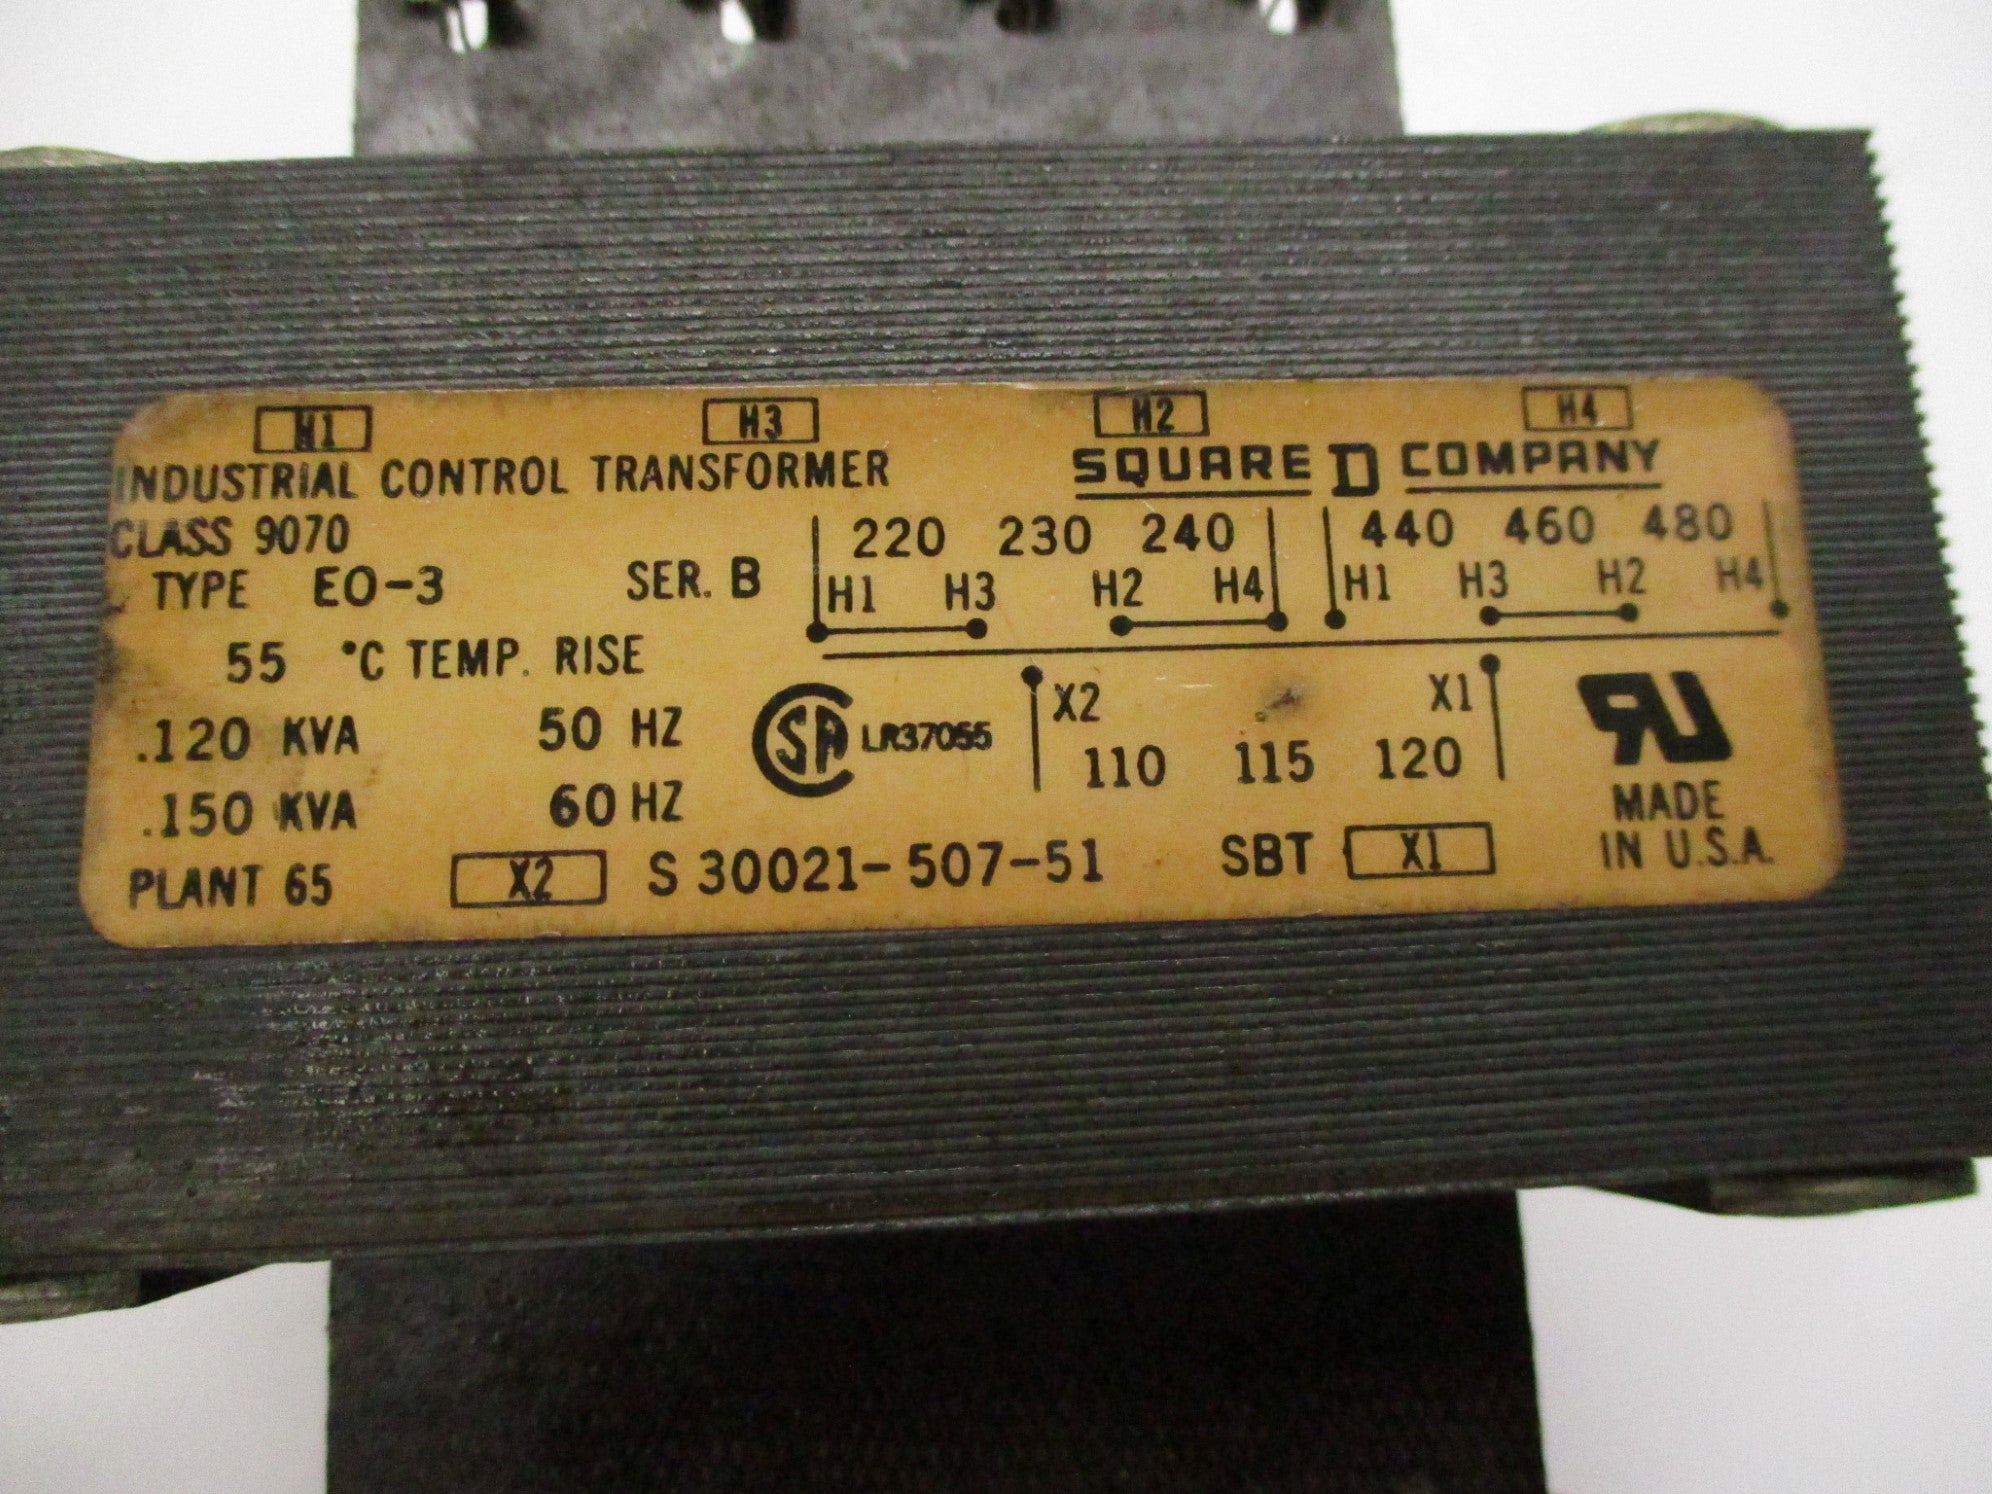 H1 H3 H2 H4
INDUSTRIAL CONTROL TRANSFORMER SQUARE D COMPANY
CLASS 9070 220 230 240 440 460 480
TYPE EO-3 SER. B H1 H3 H2 H4 H1 H3 H2 H4
55 °C TEMP. RISE
.120 KVA 50 HZ CSA LR37055 X2 X1
110 115 120
.150 KVA 60 HZ MADE
PLANT 65 X2 S 30021-507-51 SBT X1 IN U.S.A.